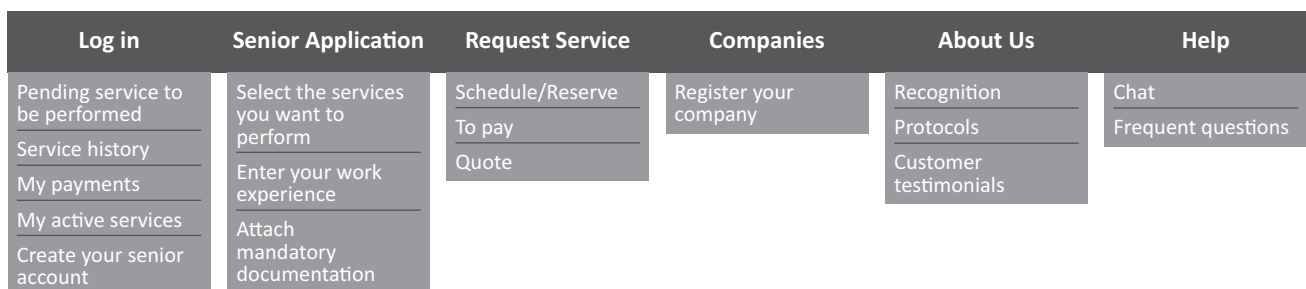 Log in
Senior Application
Request Service
Companies
About Us
Help
Pending service to
be performed
Service history
My payments
My active services
Create your senior
account
Select the services
you want to
perform
Enter your work
experience
Attach
mandatory
documentation
Schedule/Reserve
To pay
Quote
Register your
company
Recognition
Protocols
Customer
testimonials
Chat
Frequent questions